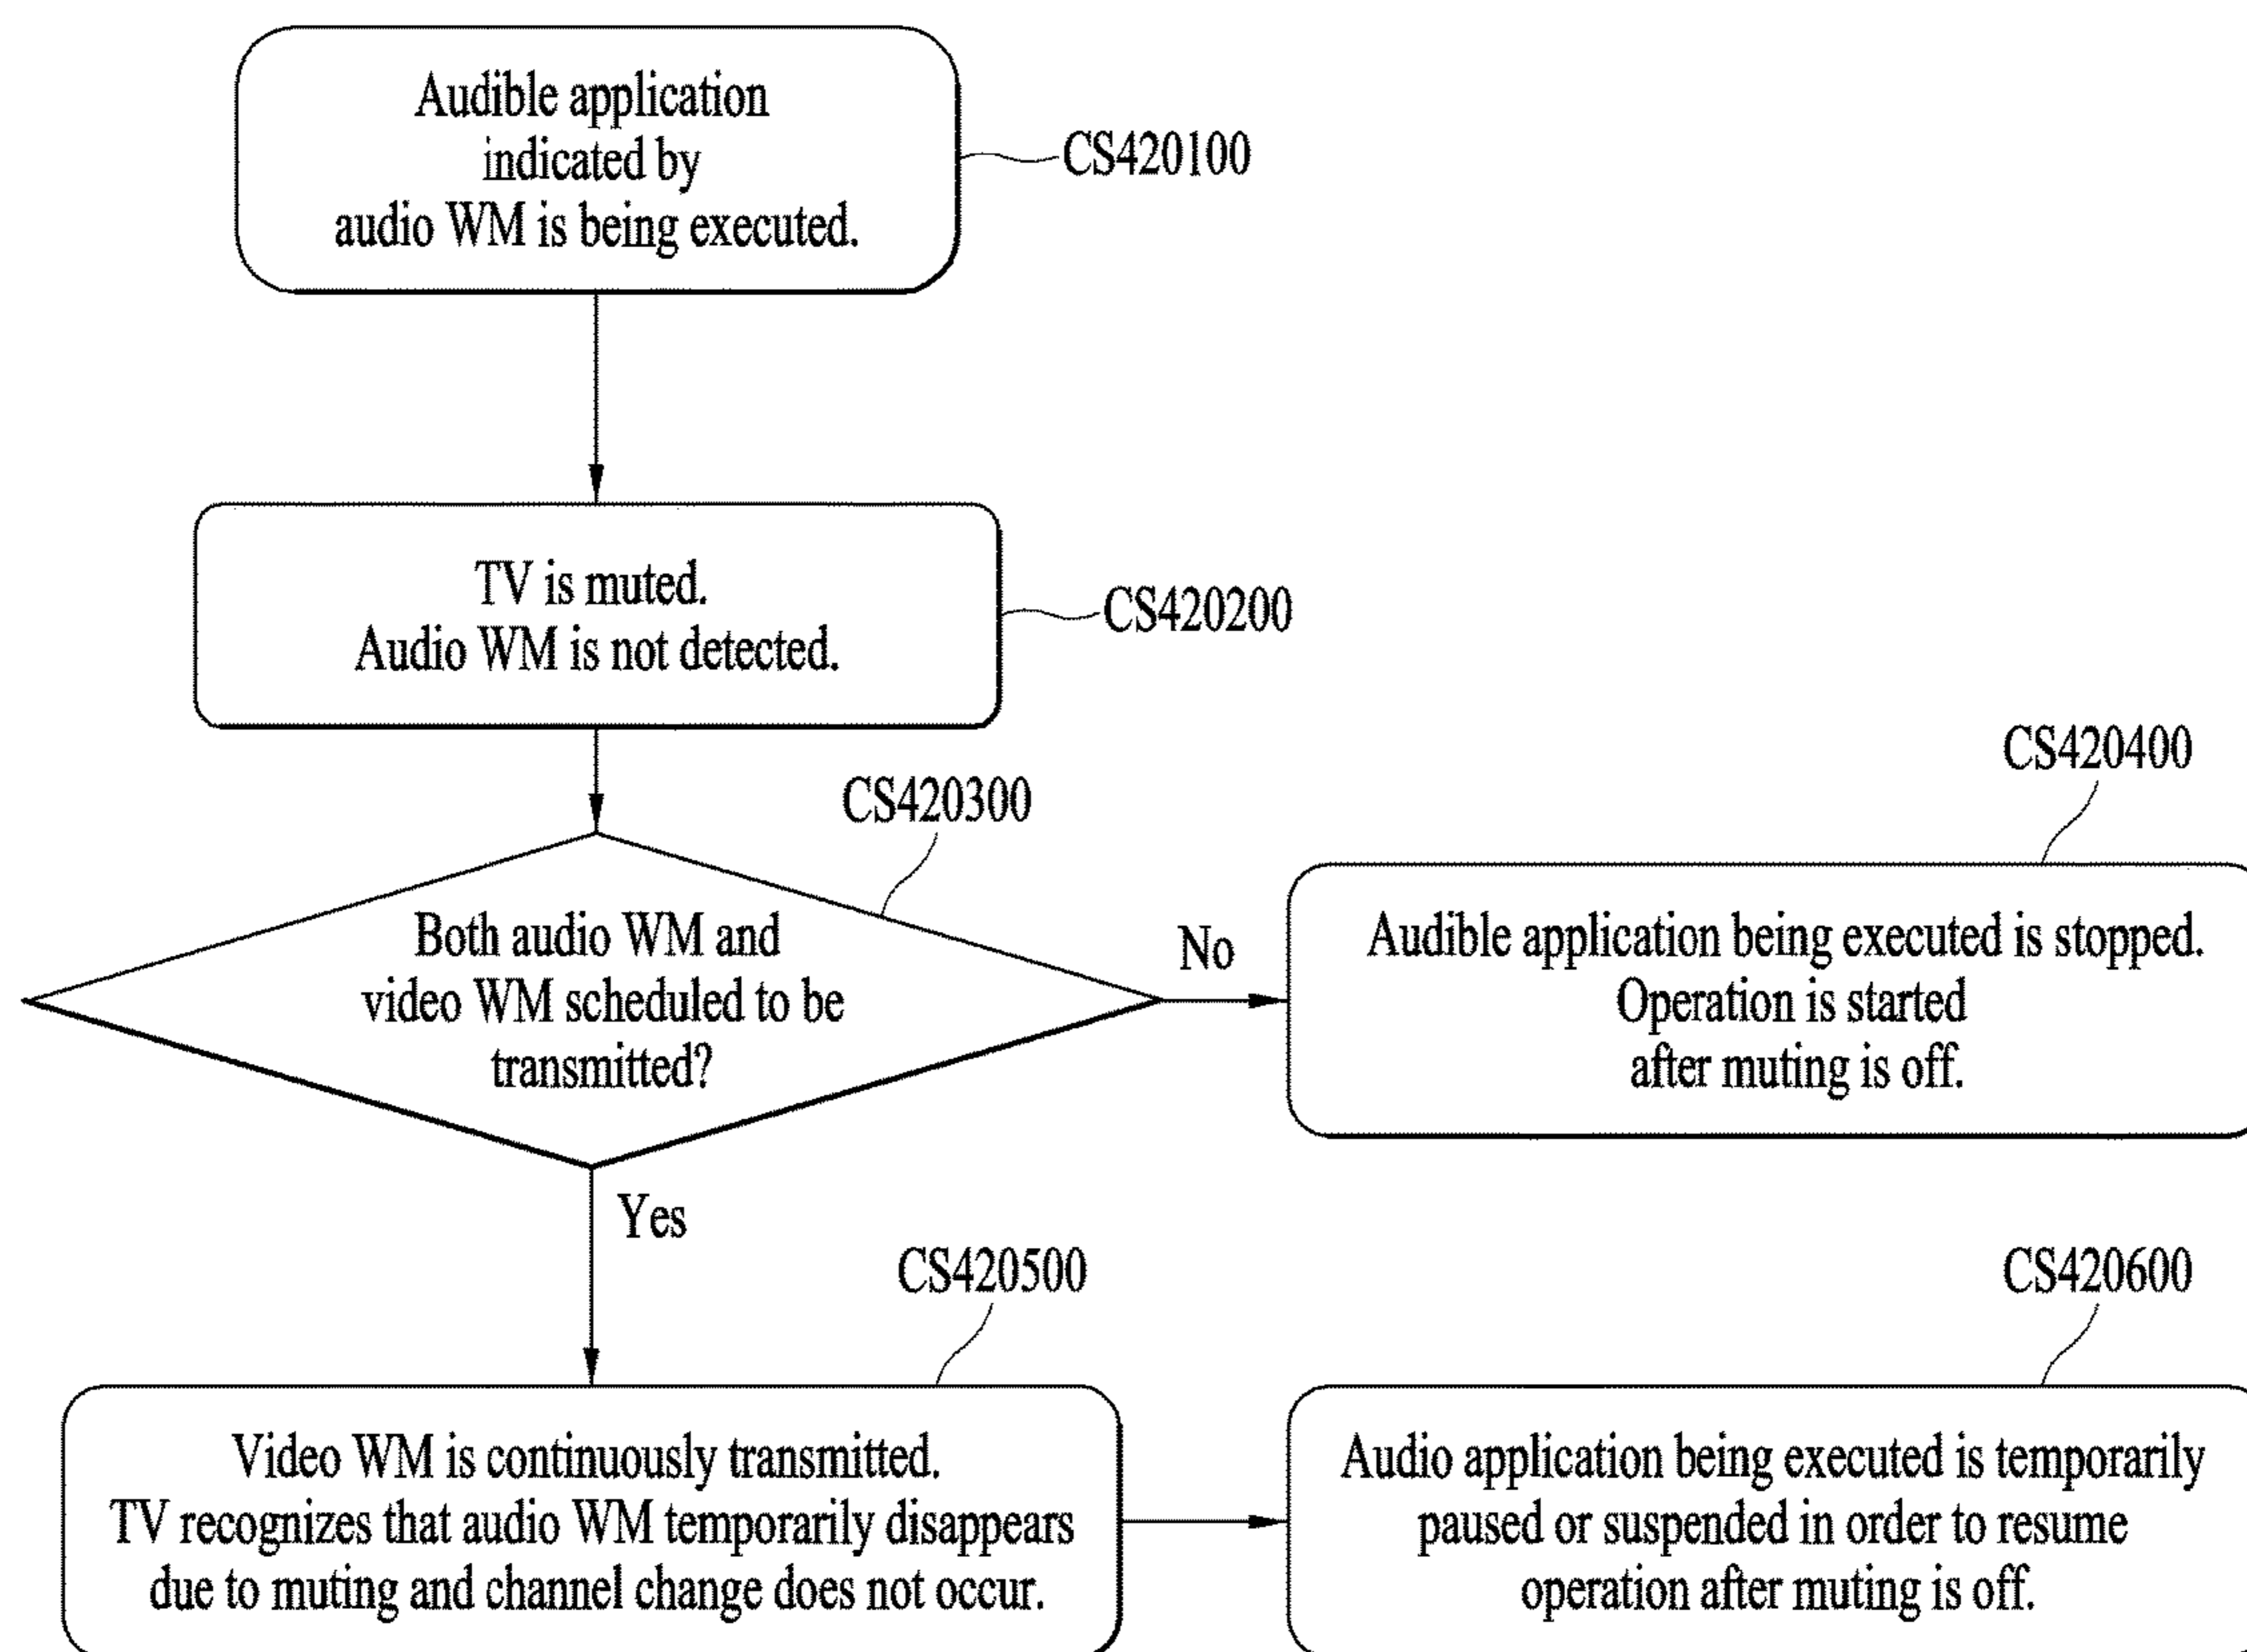 Audible application
indicated by
audio WM is being executed.
CS420100
TV is muted.
Audio WM is not detected.
CS420200
CS420300
Both audio WM and
video WM scheduled to be
transmitted?
No
CS420400
Audible application being executed is stopped.
Operation is started
after muting is off.
Yes
CS420500
Video WM is continuously transmitted.
TV recognizes that audio WM temporarily disappears
due to muting and channel change does not occur.
CS420600
Audio application being executed is temporarily
paused or suspended in order to resume
operation after muting is off.